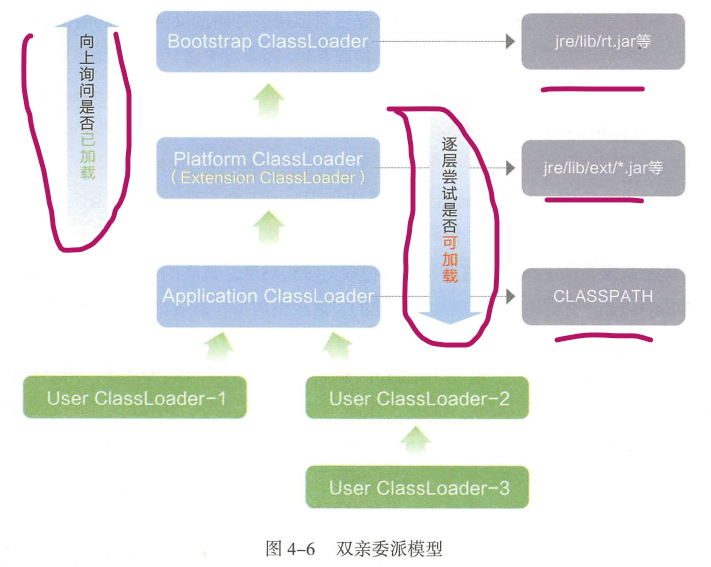 向上询问是否已加载
Bootstrap ClassLoader
jre/lib/rt.jar等
Platform ClassLoader
(Extension ClassLoader)
逐层尝试是否可加载
jre/lib/ext/*.jar等
Application ClassLoader
CLASSPATH
User ClassLoader-1
User ClassLoader-2
User ClassLoader-3
图 4-6 双亲委派模型